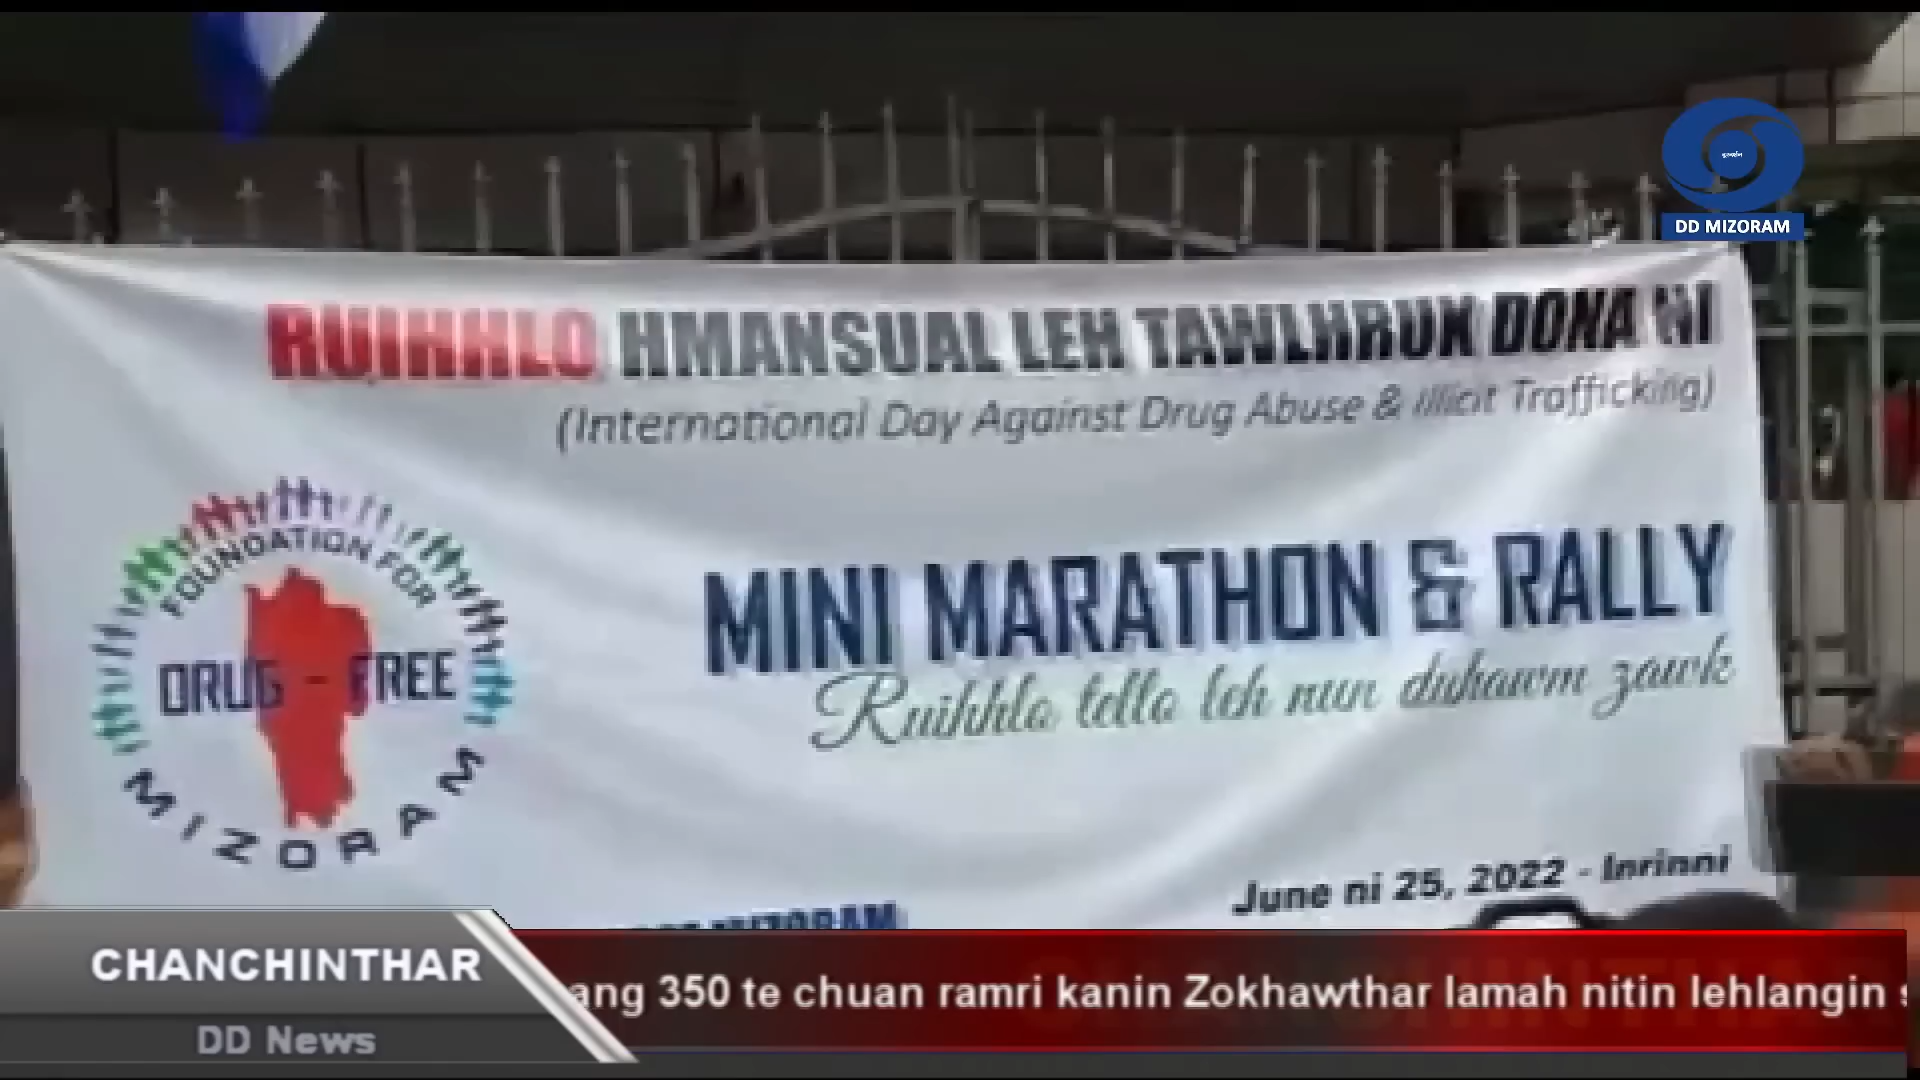 DD MIZORAM
RUIHHLO HMANSUAL LEH TAWLHRUK DONA NI
(International Day Against Drug Abuse & Illicit Trafficking)
FOUNDATION FOR
DRUG - FREE
MIZORAM
MINI MARATHON & RALLY
Ruihhlo tello leh nun duhawm zawk
June ni 25, 2022 - Inrinni
MIZORAM
CHANCHINTHAR
DD News
ang 350 te chuan ramri kanin Zokhawthar lamah nitin lehlangin